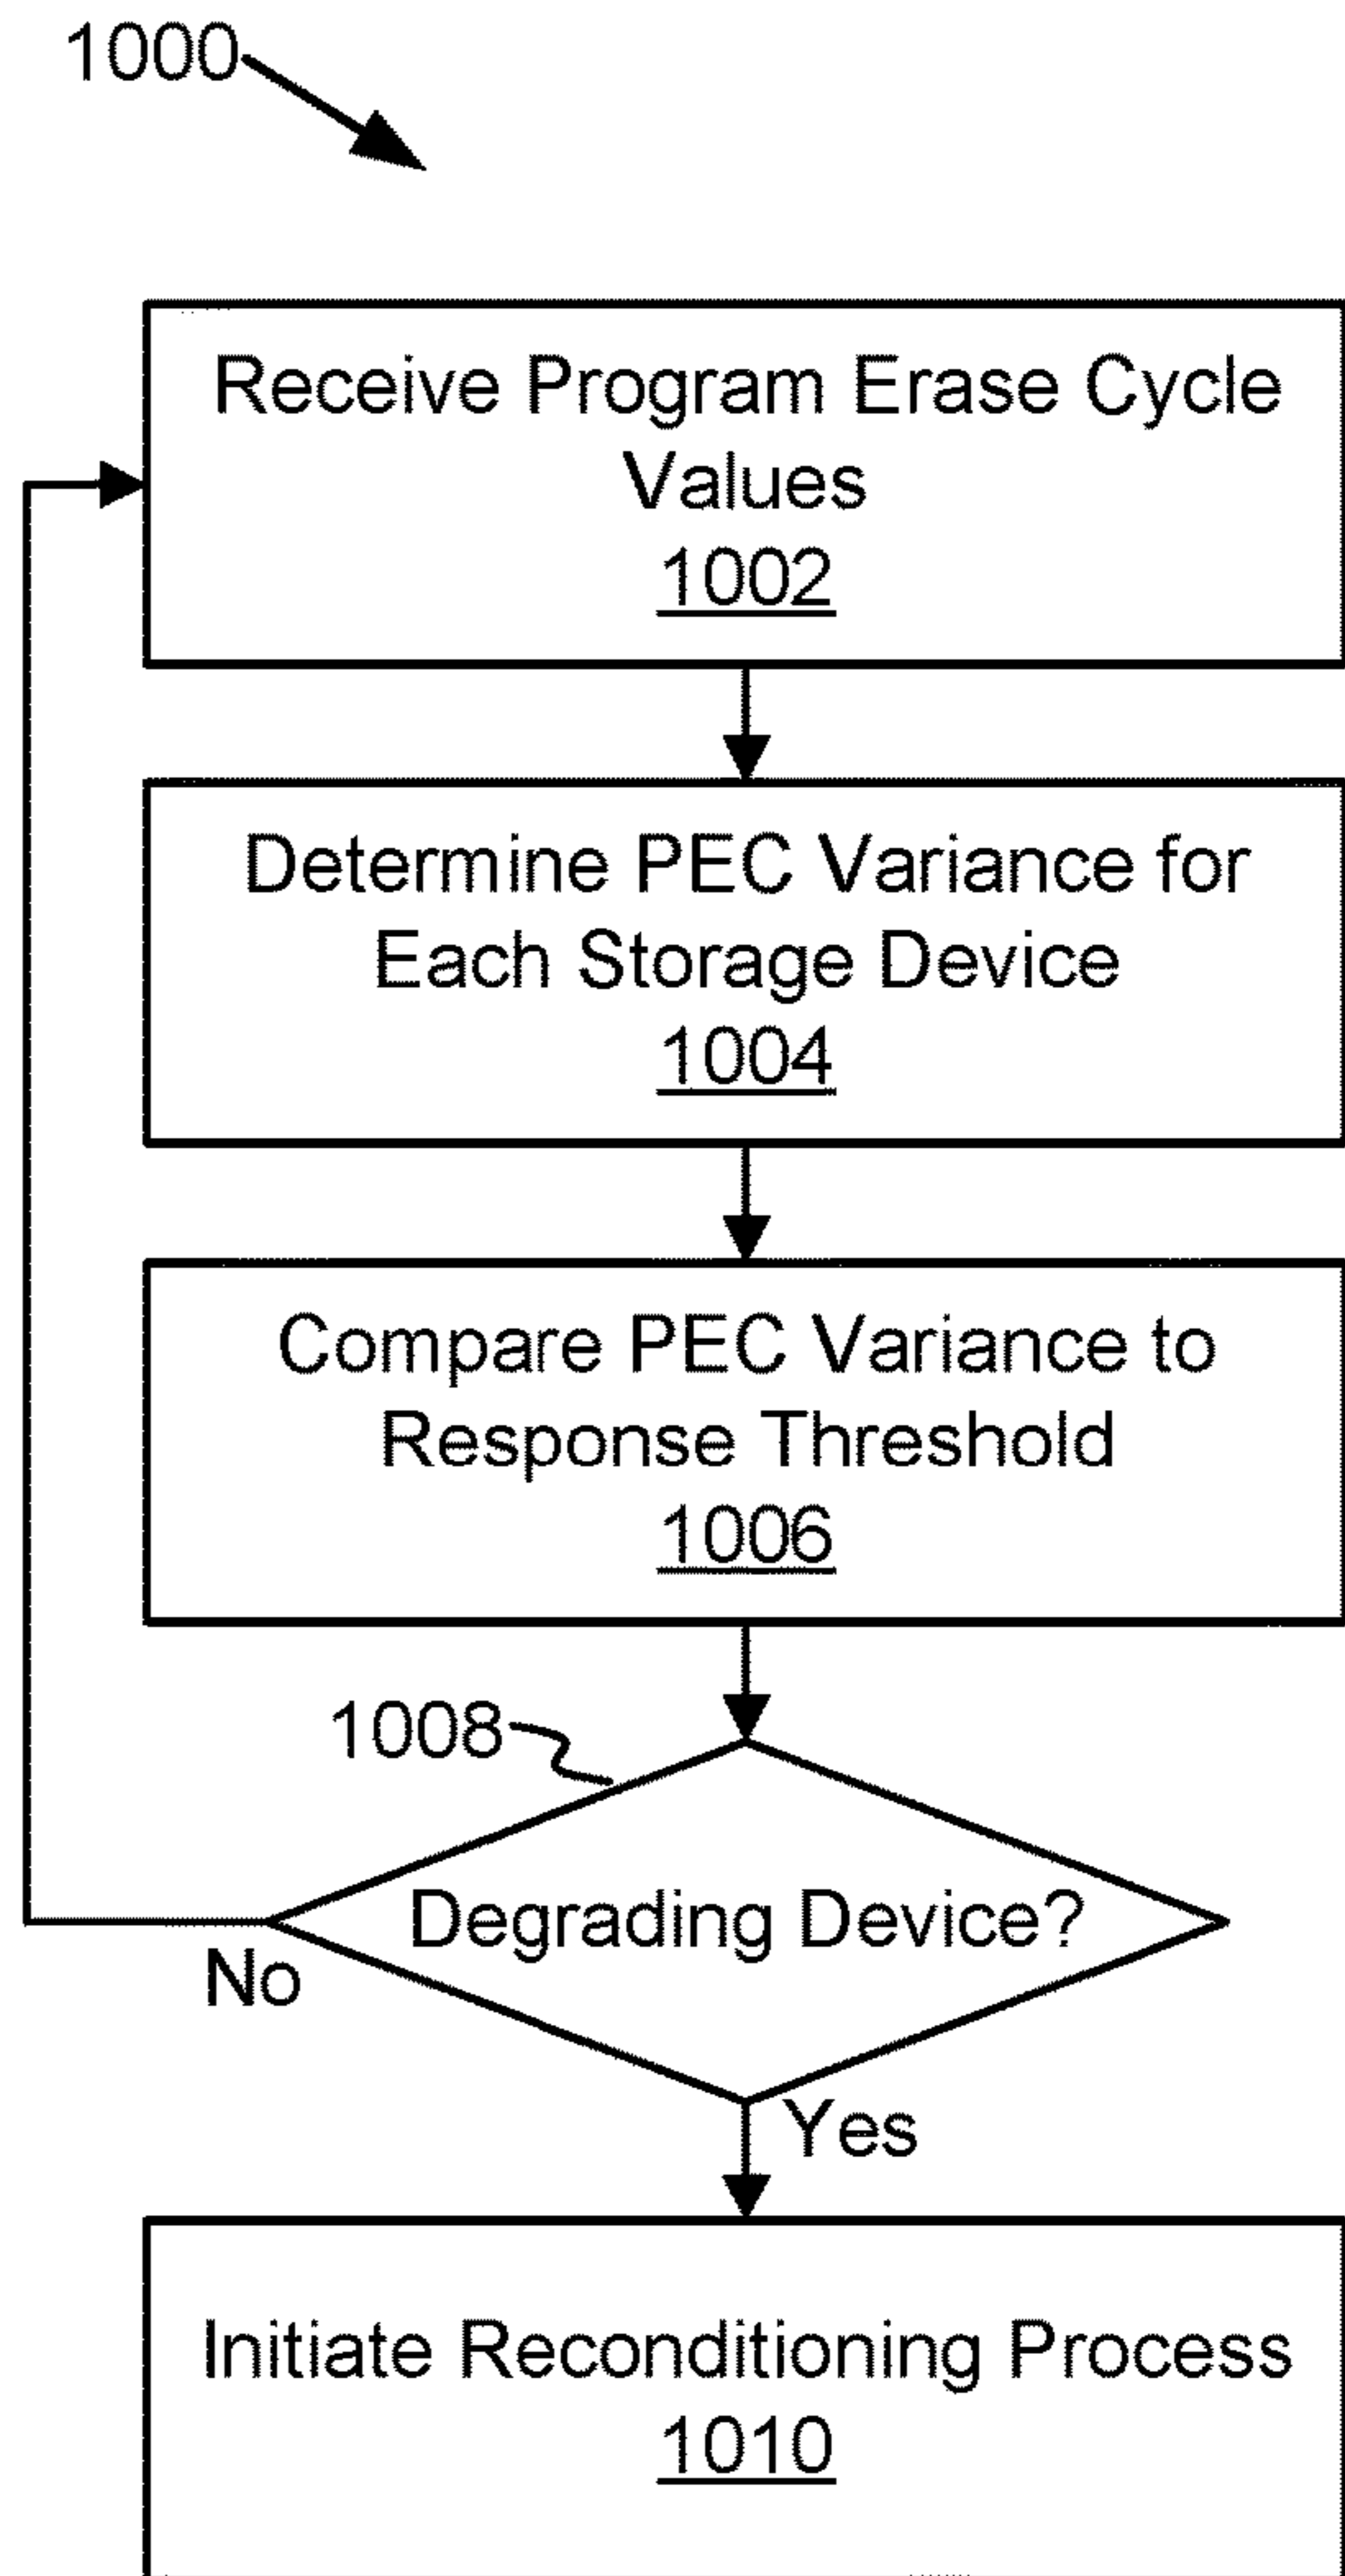 1000
Receive Program Erase Cycle
Values
1002
Determine PEC Variance for
Each Storage Device
1004
Compare PEC Variance to
Response Threshold
1006
1008
Degrading Device?
No
Yes
Initiate Reconditioning Process
1010